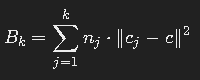 $B_k = \sum_{j=1}^{k} n_j \cdot \|c_j - c\|^2$